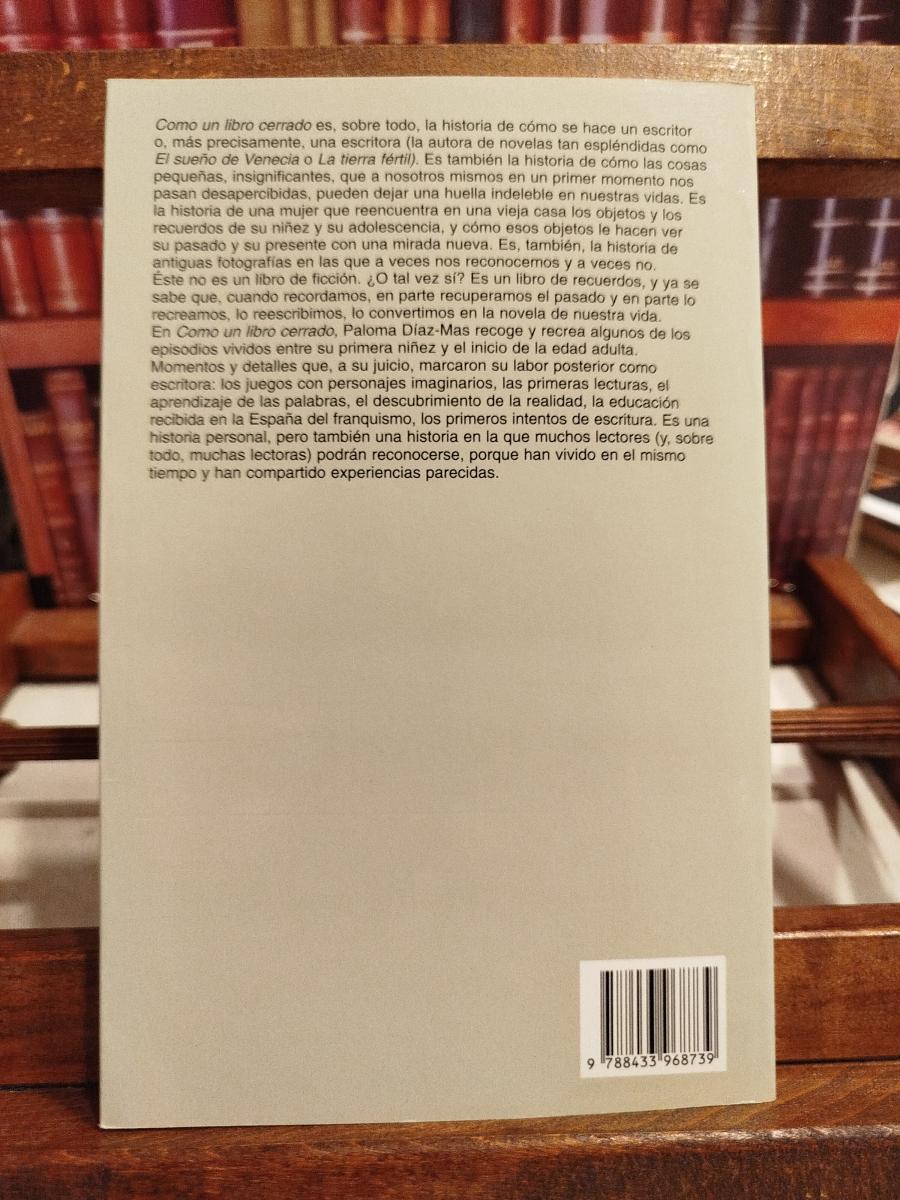 Como un libro cerrado es, sobre todo, la historia de cómo se hace un escritor
o, más precisamente, una escritora (la autora de novelas tan espléndidas como
El sueño de Venecia o La tierra fértil). Es también la historia de cómo las cosas
pequeñas, insignificantes, que a nosotros mismos en un primer momento nos
pasan desapercibidas, pueden dejar una huella indeleble en nuestras vidas. Es
la historia de una mujer que reencuentra en una vieja casa los objetos y los
recuerdos de su niñez y su adolescencia, y cómo esos objetos le hacen ver
su pasado y su presente con una mirada nueva. Es, también, la historia de
antiguas fotografías en las que a veces nos reconocemos y a veces no.
Éste no es un libro de ficción. ¿O tal vez sí? Es un libro de recuerdos, y ya se
sabe que, cuando recordamos, en parte recuperamos el pasado y en parte lo
recreamos, lo reescribimos, lo convertimos en la novela de nuestra vida.
En Como un libro cerrado, Paloma Díaz-Mas recoge y recrea algunos de los
episodios vividos entre su primera niñez y el inicio de la edad adulta.
Momentos y detalles que, a su juicio, marcaron su labor posterior como
escritora: los juegos con personajes imaginarios, las primeras lecturas, el
aprendizaje de las palabras, el descubrimiento de la realidad, la educación
recibida en la España del franquismo, los primeros intentos de escritura. Es una
historia personal, pero también una historia en la que muchos lectores (y, sobre
todo, muchas lectoras) podrán reconocerse, porque han vivido en el mismo
tiempo y han compartido experiencias parecidas.
9 788433 968739